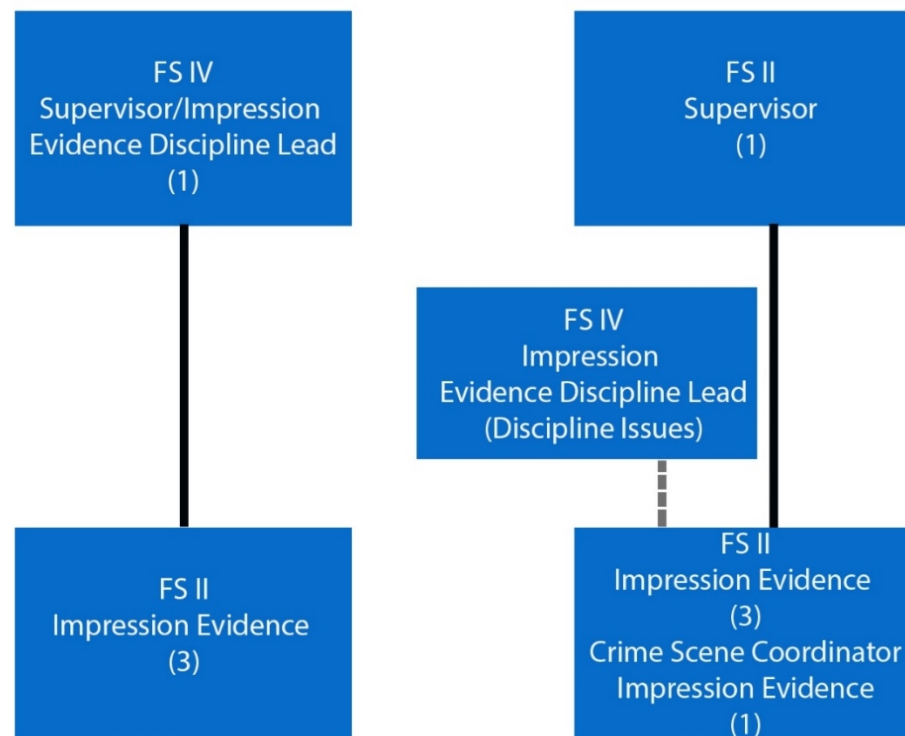 FS IV
Supervisor/Impression
Evidence Discipline Lead
(1)
FS II
Supervisor
(1)
FS IV
Impression
Evidence Discipline Lead
(Discipline Issues)
FS II
Impression Evidence
(3)
FS II
Impression Evidence
(3)
Crime Scene Coordinator
Impression Evidence
(1)